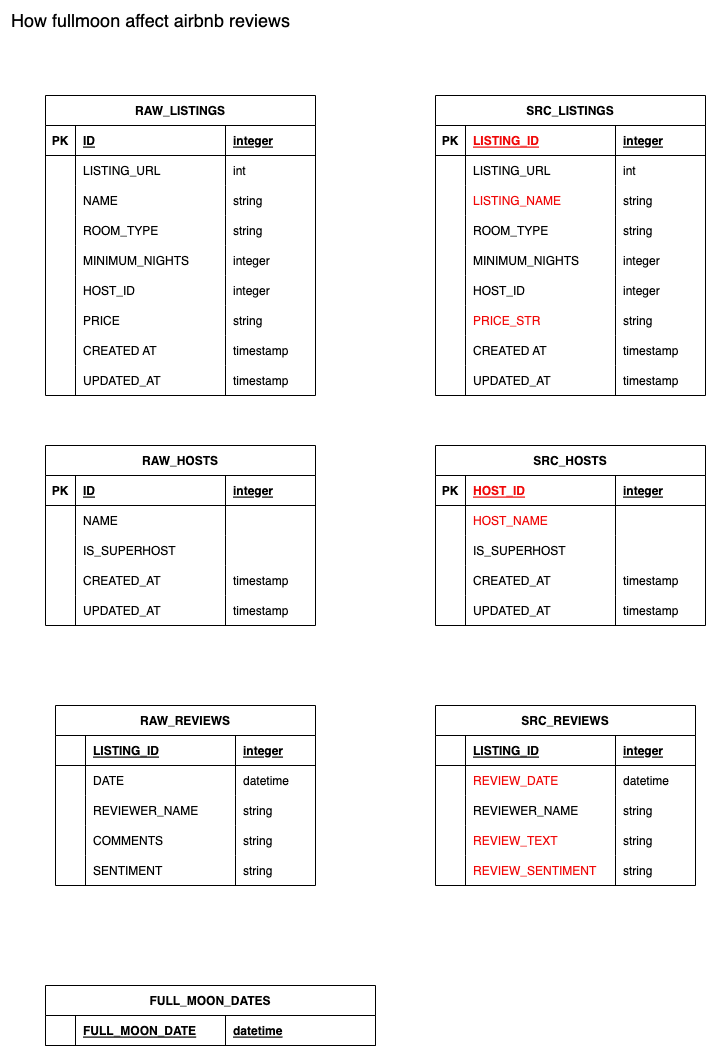 How fullmoon affect airbnb reviews
RAW_LISTINGS
PK ID integer
LISTING_URL int
NAME string
ROOM_TYPE string
MINIMUM_NIGHTS integer
HOST_ID integer
PRICE string
CREATED AT timestamp
UPDATED_AT timestamp
SRC_LISTINGS
PK LISTING_ID integer
LISTING_URL int
LISTING_NAME string
ROOM_TYPE string
MINIMUM_NIGHTS integer
HOST_ID integer
PRICE_STR string
CREATED AT timestamp
UPDATED_AT timestamp
RAW_HOSTS
PK ID integer
NAME
IS_SUPERHOST
CREATED_AT timestamp
UPDATED_AT timestamp
SRC_HOSTS
PK HOST_ID integer
HOST_NAME
IS_SUPERHOST
CREATED_AT timestamp
UPDATED_AT timestamp
RAW_REVIEWS
LISTING_ID integer
DATE datetime
REVIEWER_NAME string
COMMENTS string
SENTIMENT string
SRC_REVIEWS
LISTING_ID integer
REVIEW_DATE datetime
REVIEWER_NAME string
REVIEW_TEXT string
REVIEW_SENTIMENT string
FULL_MOON_DATES
FULL_MOON_DATE datetime